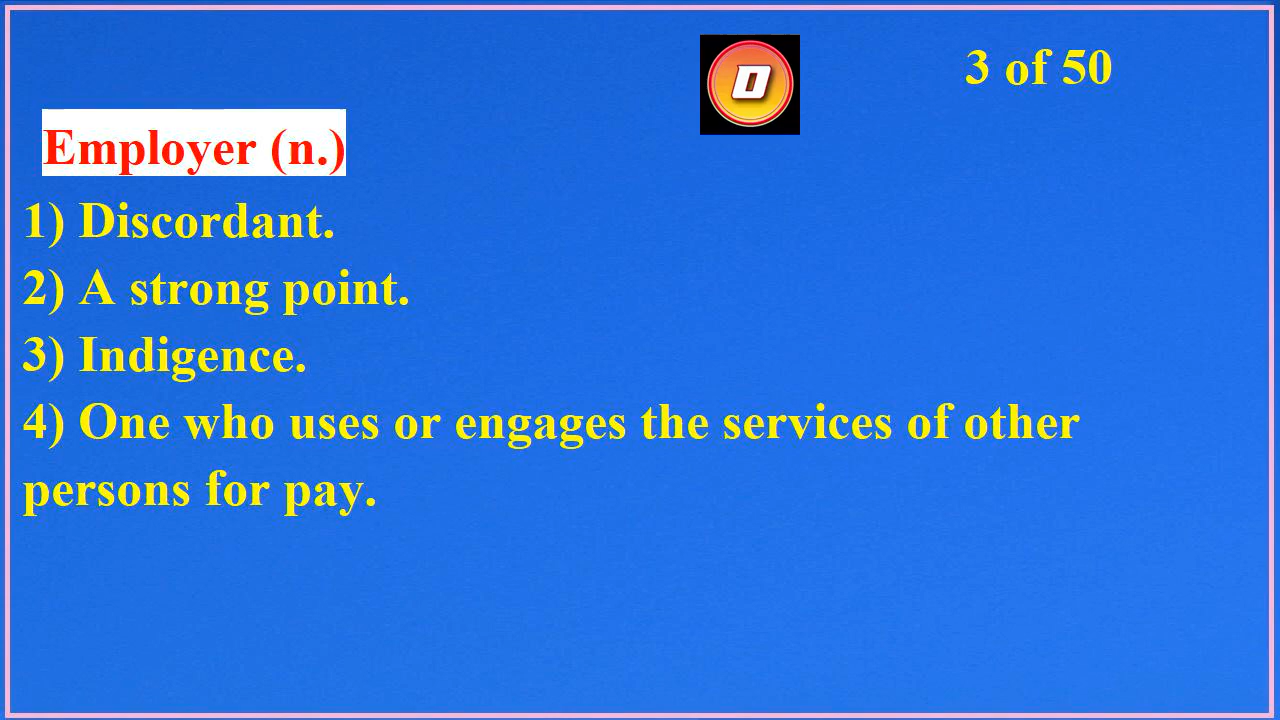 0
3 of 50
Employer (n.)
1) Discordant.
2) A strong point.
3) Indigence.
4) One who uses or engages the services of other
persons for pay.